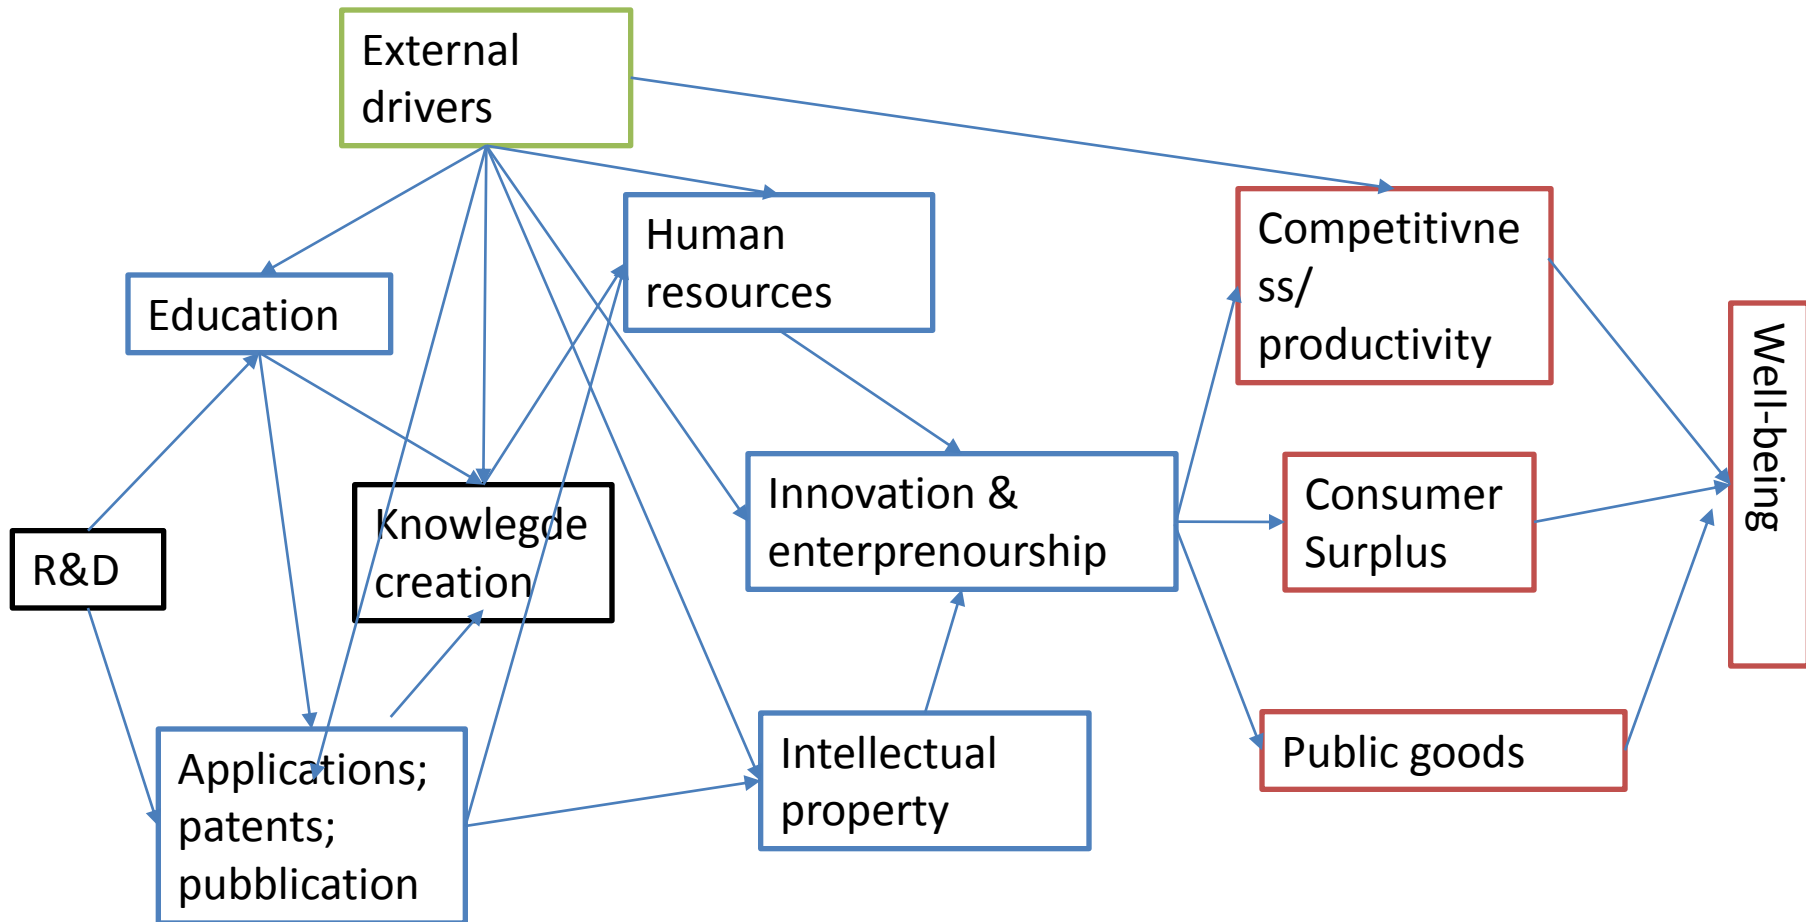 External
drivers
Human
resources
Competitivne
ss/
productivity
Education
Well-being
Knowlegde
creation
Innovation &
enterprenourship
Consumer
Surplus
R&D
Applications;
patents;
pubblication
Intellectual
property
Public goods